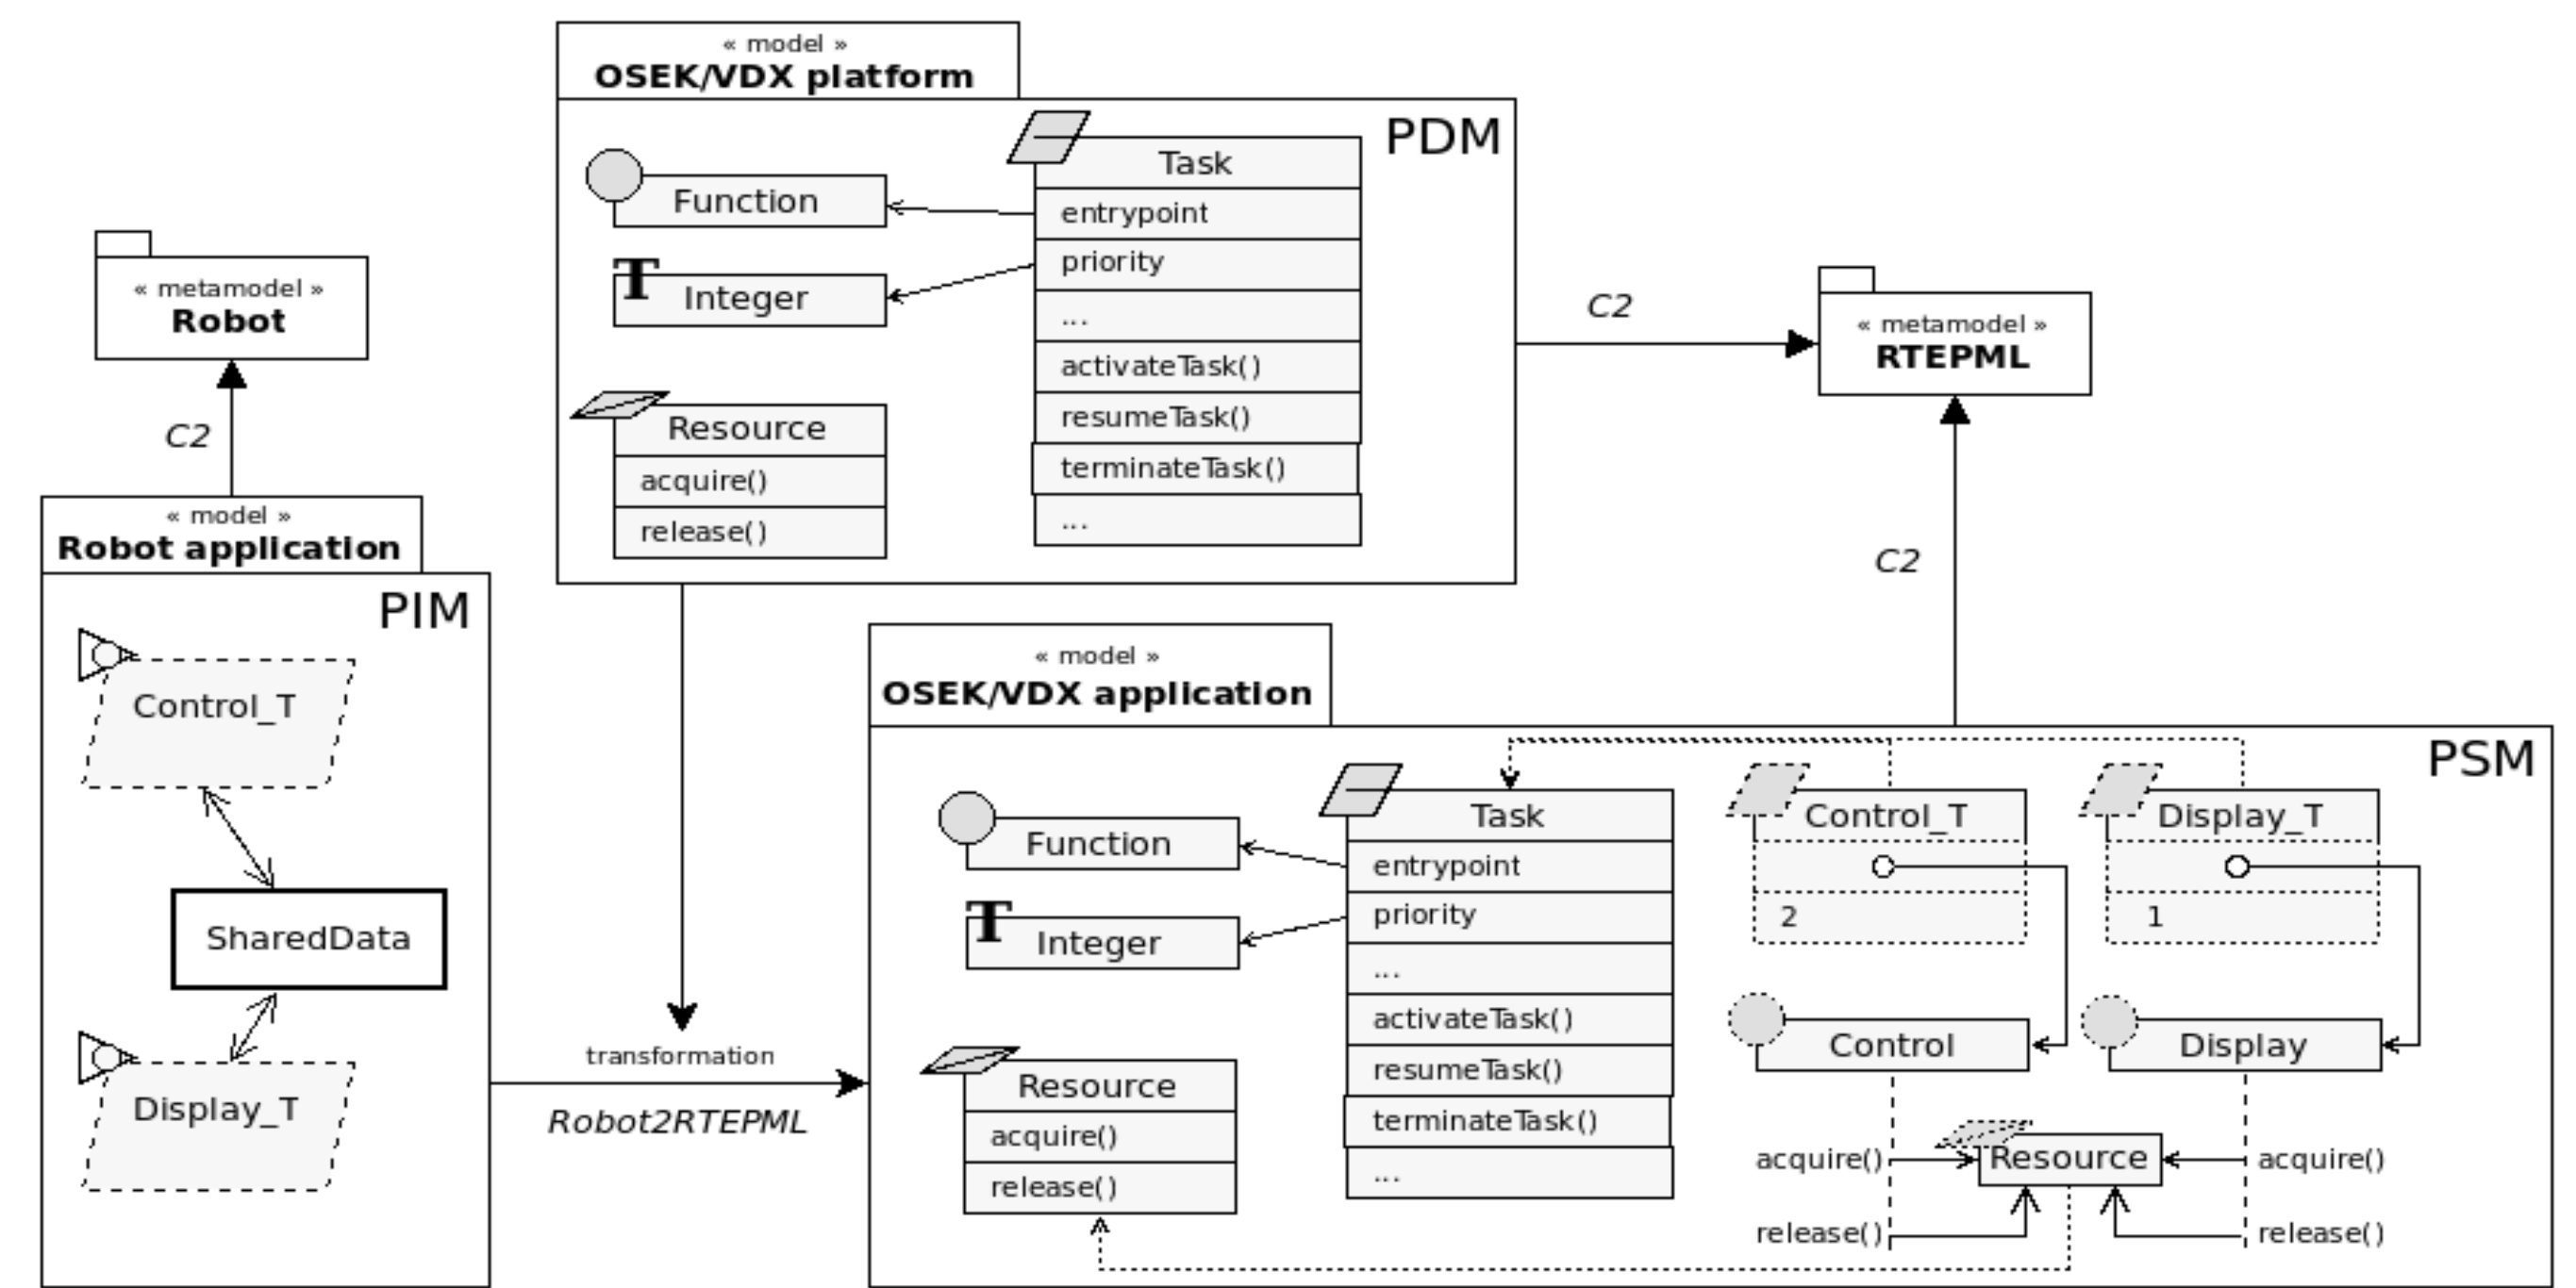 « model »
OSEK/VDX platform
PDM
Function
Integer
Resource
acquire()
release()
Task
entrypoint
priority
...
activateTask()
resumeTask()
terminateTask()
...
« metamodel »
Robot
C2
« model »
Robot application
PIM
Control_T
SharedData
Display_T
C2
« metamodel »
RTEPML
C2
transformation
Robot2RTEPML
« model »
OSEK/VDX application
PSM
Function
T
Integer
Resource
acquire()
release()
Task
entrypoint
priority
...
activateTask()
resumeTask()
terminateTask()
...
Control_T
2
Display_T
1
Control
Display
acquire()
Resource
acquire()
release()
release()
T